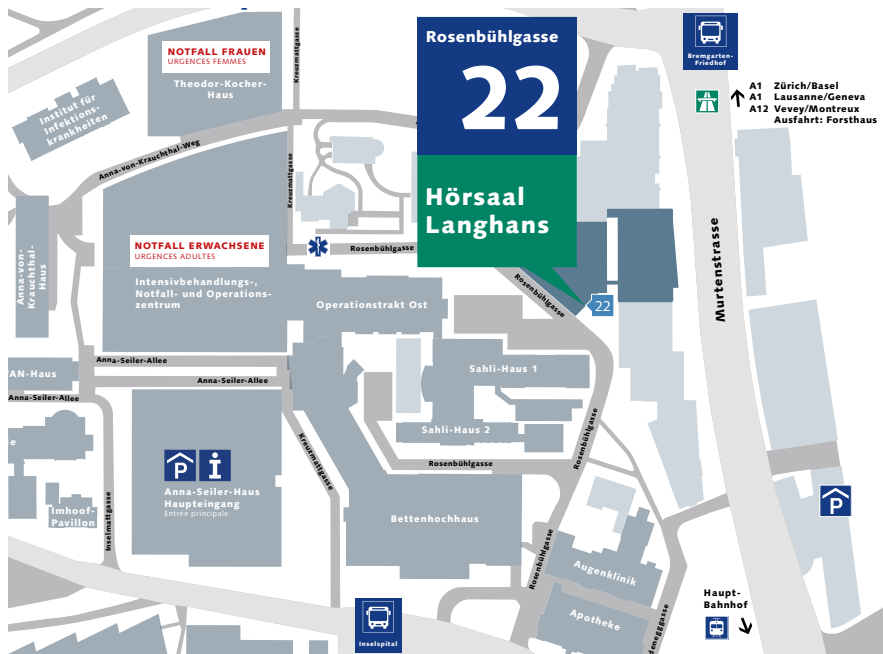 Rosenbühlgasse
22
Hörsaal
Langhans
Bremgarten-
Friedhof
A1 Zürich/Basel
A1 Lausanne/Geneva
A12 Vevey/Montreux
Ausfahrt: Forsthaus
NOTFALL FRAUEN
URGENCES FEMMES
Theodor-Kocher-
Haus
Kreuzmattgasse
Institut für
Infektions-
krankheiten
Anna-von-Krauchthal-Weg
Kreuzmattgasse
Anna-von-
Krauchthal-
Haus
NOTFALL ERWACHSENE
URGENCES ADULTES
Rosenbühlgasse
Intensivbehandlungs-,
Notfall- und Operations-
zentrum
Operationstrakt Ost
Rosenbühlgasse
22
Murtenstrasse
Anna-Seiler-Allee
Anna-Seiler-Allee
Anna-Seiler-Allee
Sahli-Haus 1
Sahli-Haus 2
Rosenbühlgasse
Rosenbühlgasse
Kreuzmattgasse
P i
Anna-Seiler-Haus
Haupteingang
Entrée principale
Imhoof-
Pavillon
Inselmattgasse
Bettenhochhaus
Rosenbühlgasse
Augenklinik
Apotheke
P
Haupt-
Bahnhof
Inselspital